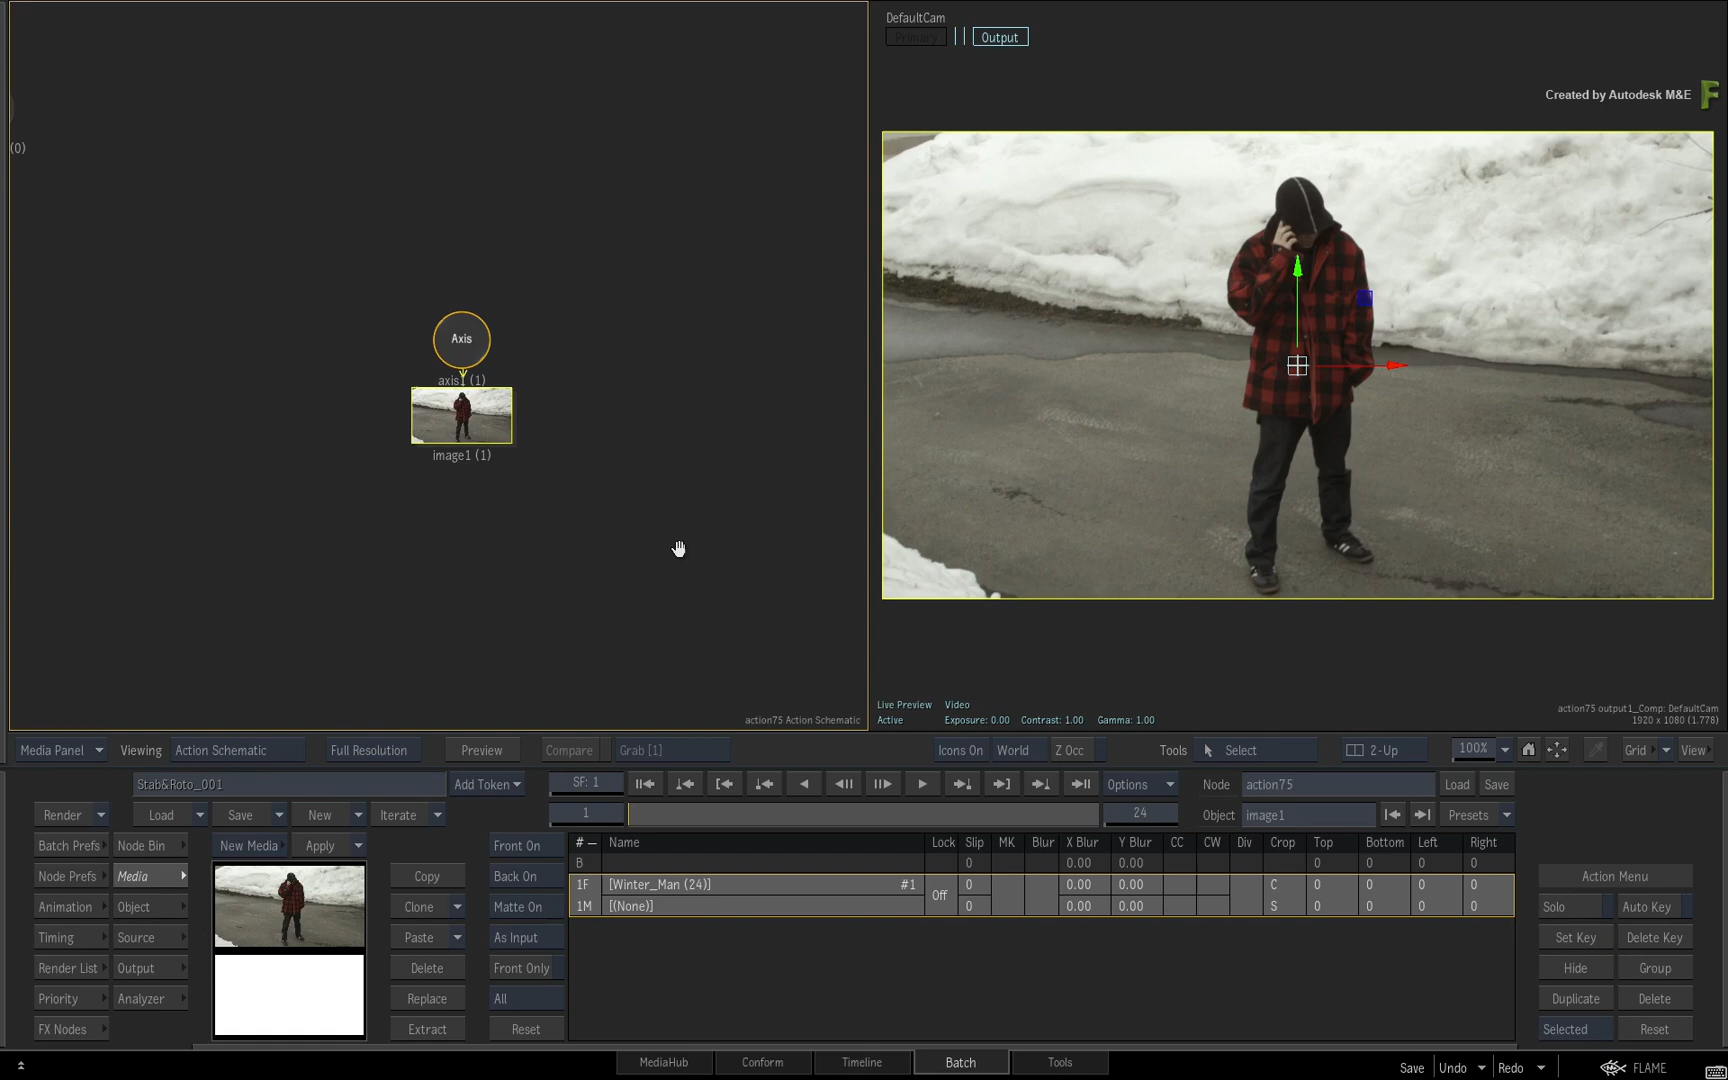 DefaultCam
Primary Output
Created by Autodesk M&E
(0)
Axis
axis1 (1)
image1 (1)
action75 Action Schematic
Live Preview Video
Active Exposure: 0.00 Contrast: 1.00 Gamma: 1.00
action75 output1_Comp: DefaultCam
1920 x 1080 (1.778)
Media Panel Viewing Action Schematic Full Resolution Preview Compare Grab [1] Icons On World Z Occ Tools Select 2-Up 100% Grid View
Stab&Roto_001 Add Token SF: 1 Options Node action75 Load Save
Render Load Save New Iterate 1 24 Object image1 Presets
Batch Prefs Node Bin New Media Apply Front On # Name Lock Slip MK Blur X Blur Y Blur CC CW Div Crop Top Bottom Left Right
B 0 0.00 0.00 0 0 0 0
Node Prefs Media Copy Back On 1F [Winter_Man (24)] #1 Off 0 0.00 0.00 C 0 0 0 0 Action Menu
Animation Object Clone Matte On 1M [(None)] 0 0.00 0.00 S 0 0 0 0 Solo Auto Key
Timing Source Paste As Input Set Key Delete Key
Render List Output Delete Front Only Hide Group
Priority Analyzer Replace All Duplicate Delete
FX Nodes Extract Reset Selected Reset
MediaHub Conform Timeline Batch Tools Save Undo Redo FLAME